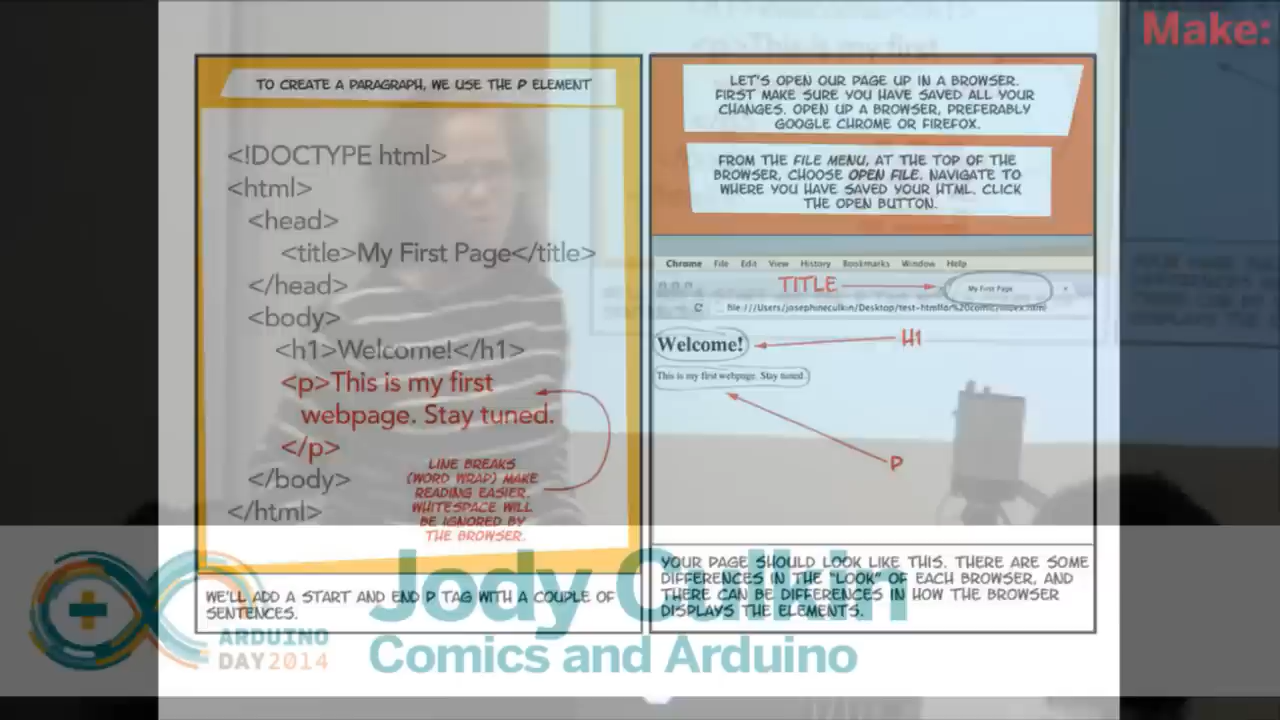 Make:
TO CREATE A PARAGRAPH, WE USE THE P ELEMENT
<!DOCTYPE html>
<html>
<head>
<title>My First Page</title>
</head>
<body>
<h1>Welcome!</h1>
<p>This is my first
webpage. Stay tuned.
</p>
</body>
</html>
LINE BREAKS
(WORD WRAP) MAKE
READING EASIER.
WHITESPACE WILL
BE IGNORED BY
THE BROWSER.
WE'LL ADD A START AND END P TAG WITH A COUPLE OF
SENTENCES.
LET'S OPEN OUR PAGE UP IN A BROWSER.
FIRST MAKE SURE YOU HAVE SAVED ALL YOUR
CHANGES. OPEN UP A BROWSER, PREFERABLY
GOOGLE CHROME OR FIREFOX.
FROM THE FILE MENU, AT THE TOP OF THE
BROWSER, CHOOSE OPEN FILE. NAVIGATE TO
WHERE YOU HAVE SAVED YOUR HTML. CLICK
THE OPEN BUTTON.
Chrome File Edit View History Bookmarks Window Help
TITLE
My First Page
Welcome!
H1
This is my first webpage. Stay tuned.
P
YOUR PAGE SHOULD LOOK LIKE THIS. THERE ARE SOME
DIFFERENCES IN THE "LOOK" OF EACH BROWSER, AND
THERE CAN BE DIFFERENCES IN HOW THE BROWSER
DISPLAYS THE ELEMENTS.
ARDUINO
DAY2014
Jody Culkin
Comics and Arduino